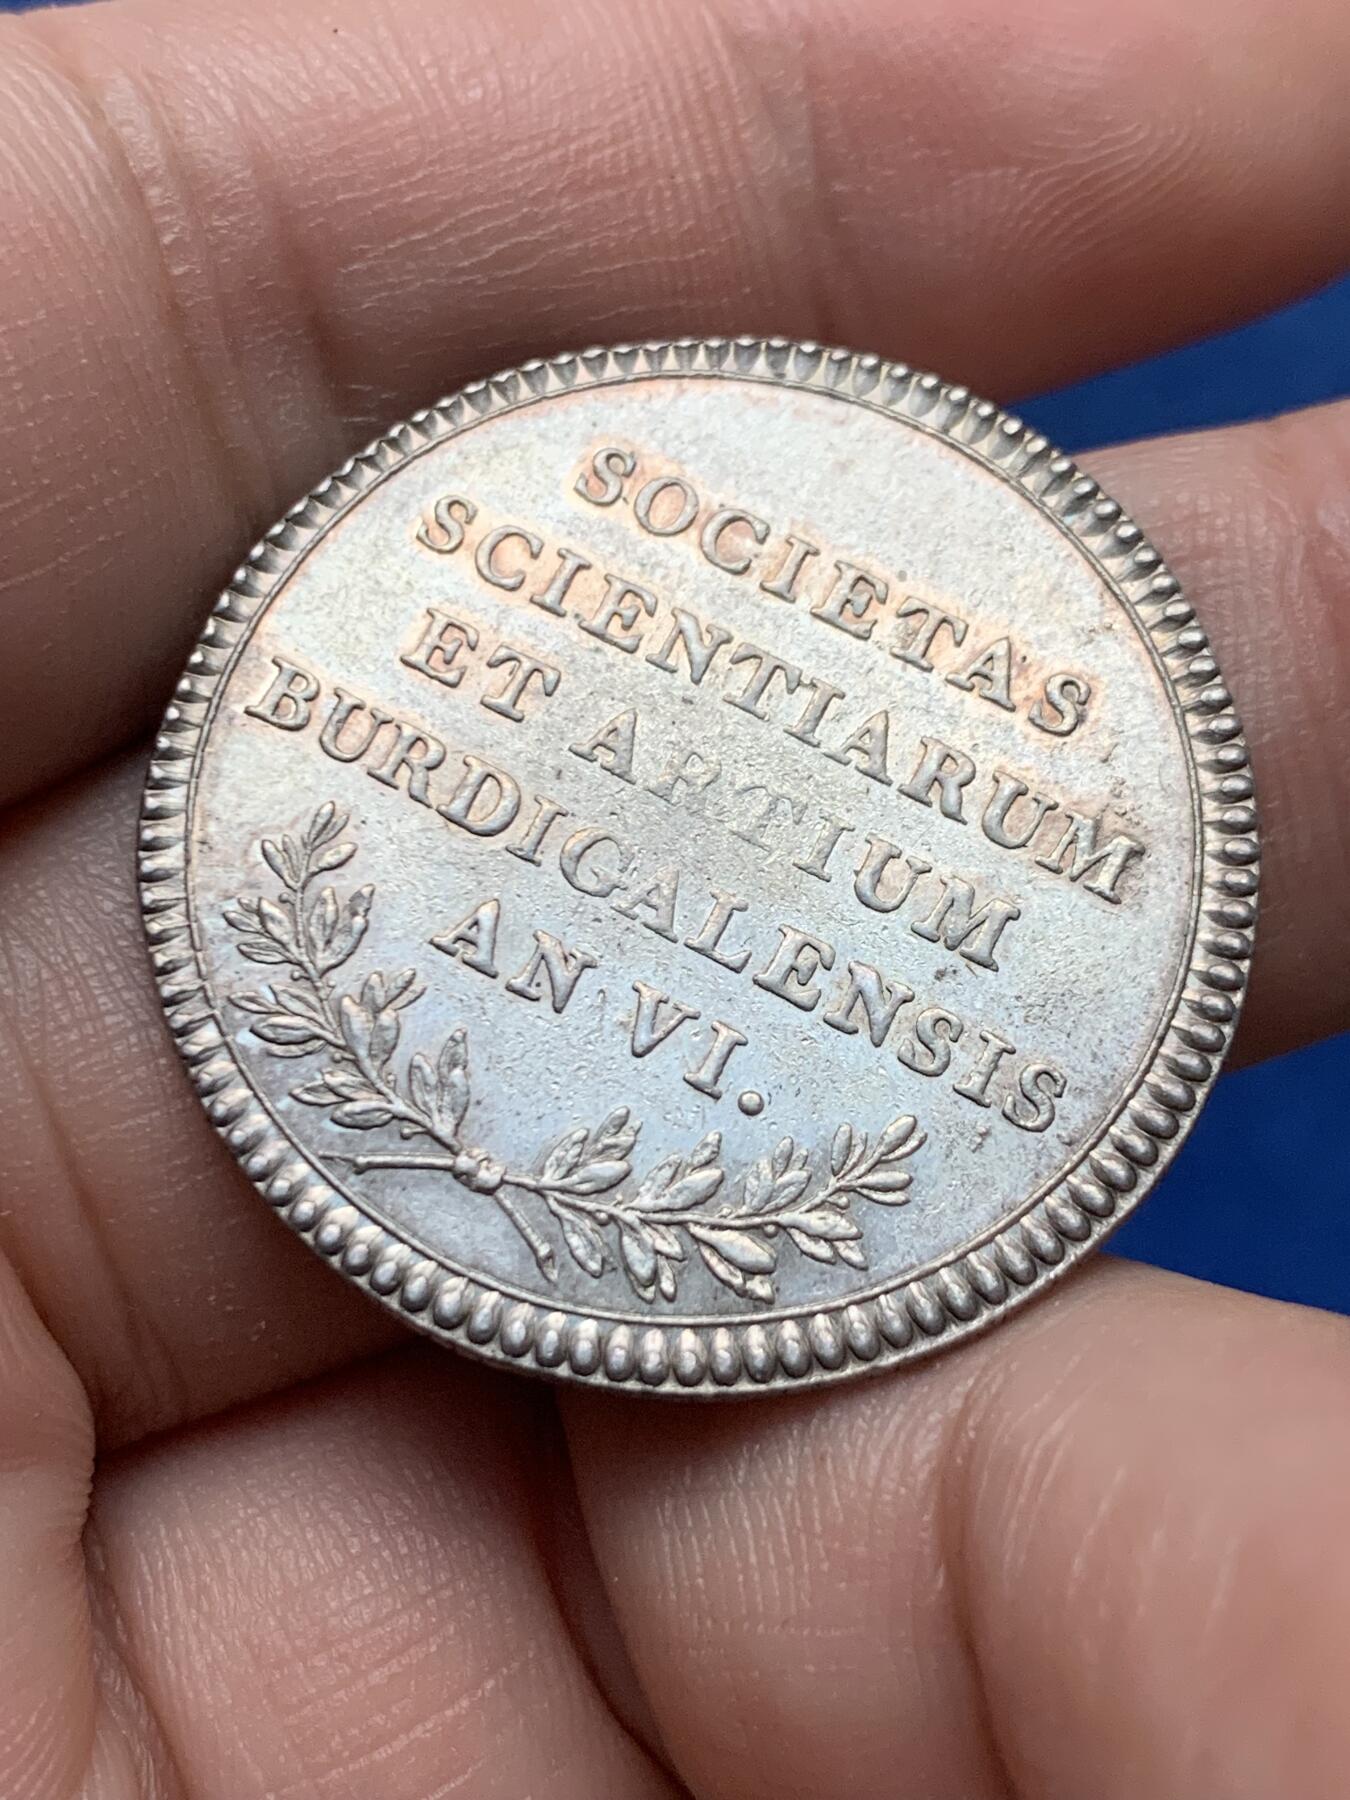 SOCIETAS
SCIENTIARUM
ET ARTIUM
BURDIGALENSIS
AN VI.